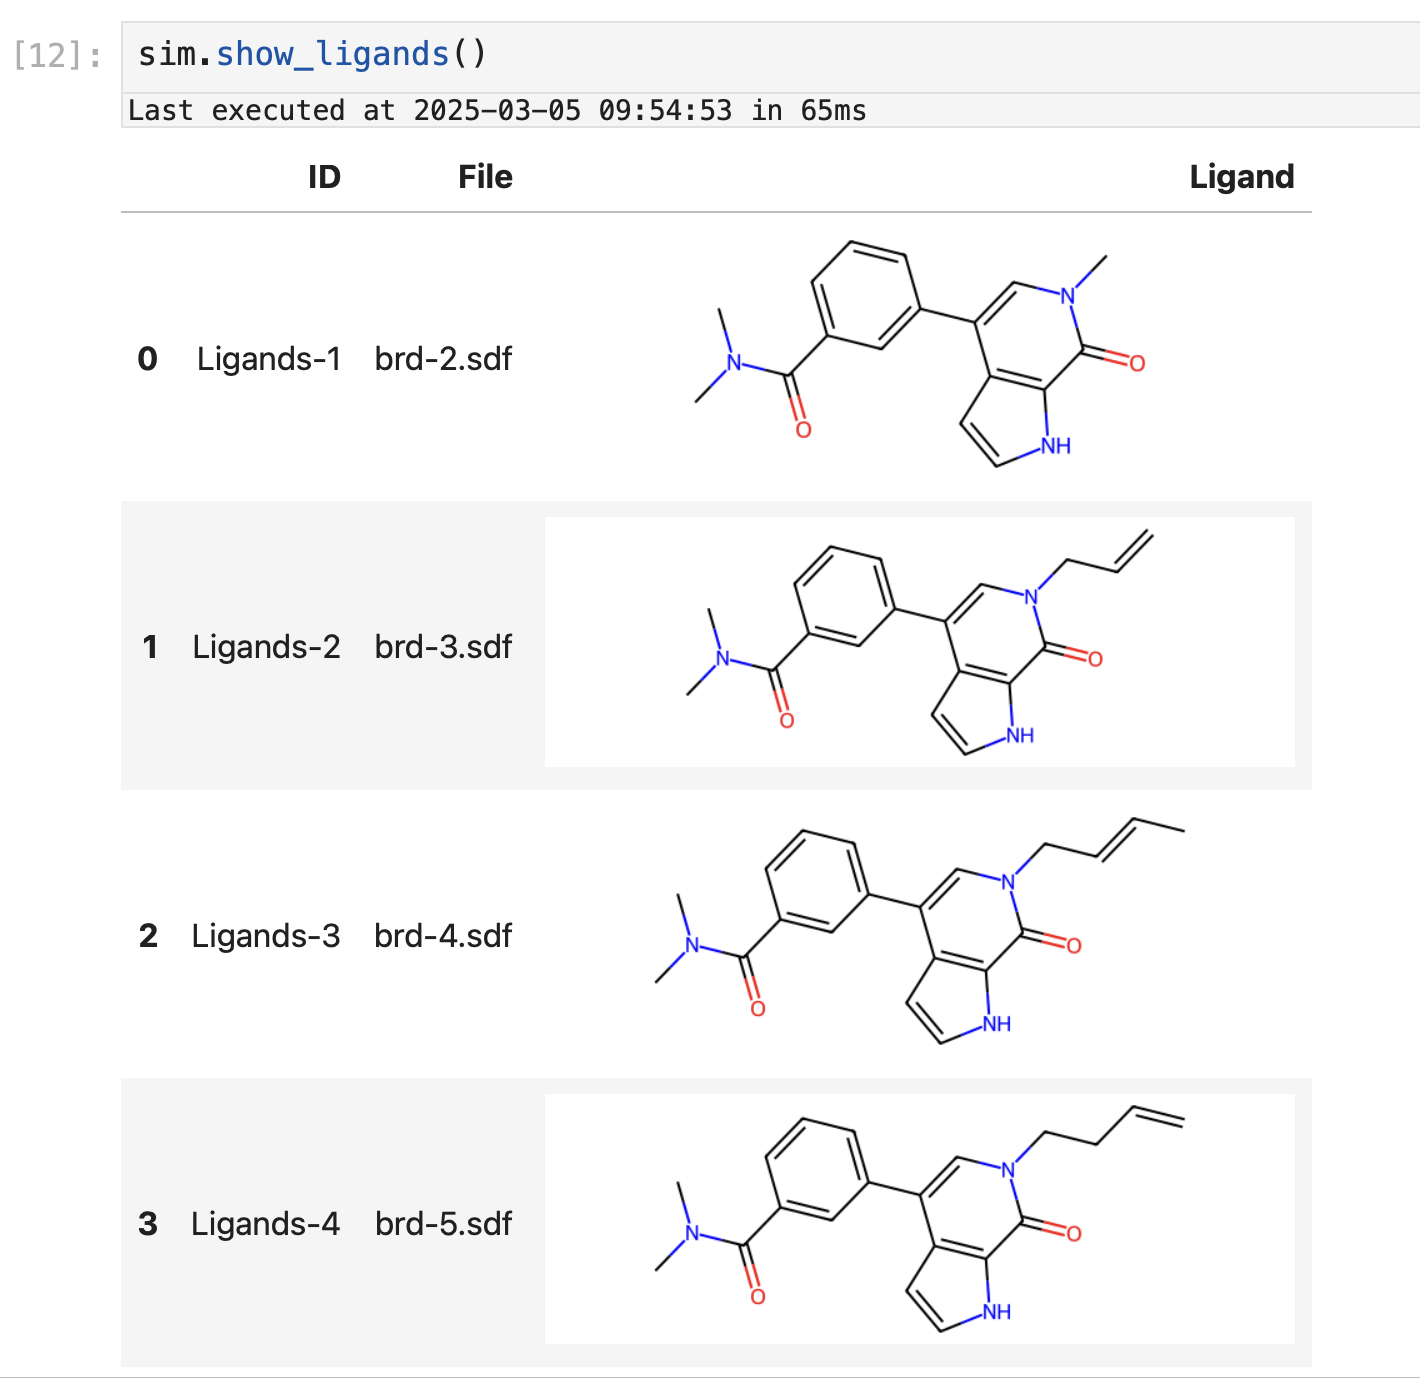 [12]: sim.show_ligands()
Last executed at 2025-03-05 09:54:53 in 65ms
ID File Ligand
0 Ligands-1 brd-2.sdf
N
N
O
O
NH
1 Ligands-2 brd-3.sdf
N
N
O
O
NH
2 Ligands-3 brd-4.sdf
N
N
O
O
NH
3 Ligands-4 brd-5.sdf
N
N
O
O
NH